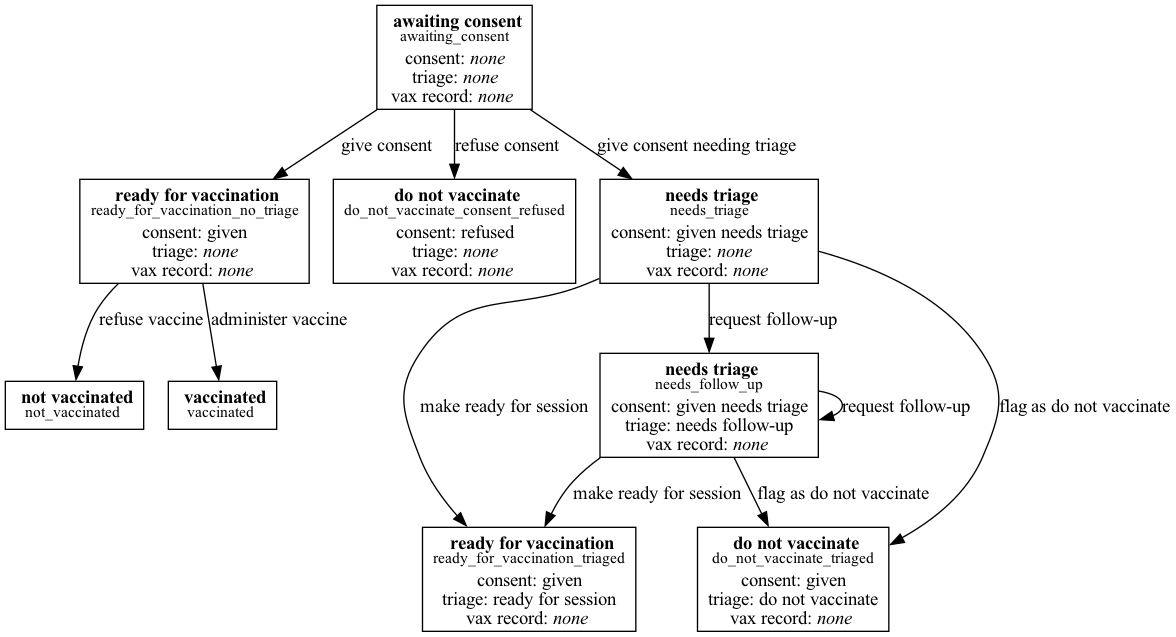 awaiting consent
awaiting_consent
consent: none
triage: none
vax record: none
give consent
refuse consent
give consent needing triage
ready for vaccination
ready_for_vaccination_no_triage
consent: given
triage: none
vax record: none
do not vaccinate
do_not_vaccinate_consent_refused
consent: refused
triage: none
vax record: none
needs triage
needs_triage
consent: given needs triage
triage: none
vax record: none
refuse vaccine
administer vaccine
request follow-up
not vaccinated
not_vaccinated
vaccinated
vaccinated
make ready for session
needs triage
needs_follow_up
consent: given needs triage
triage: needs follow-up
vax record: none
request follow-up
flag as do not vaccinate
make ready for session
flag as do not vaccinate
ready for vaccination
ready_for_vaccination_triaged
consent: given
triage: ready for session
vax record: none
do not vaccinate
do_not_vaccinate_triaged
consent: given
triage: do not vaccinate
vax record: none